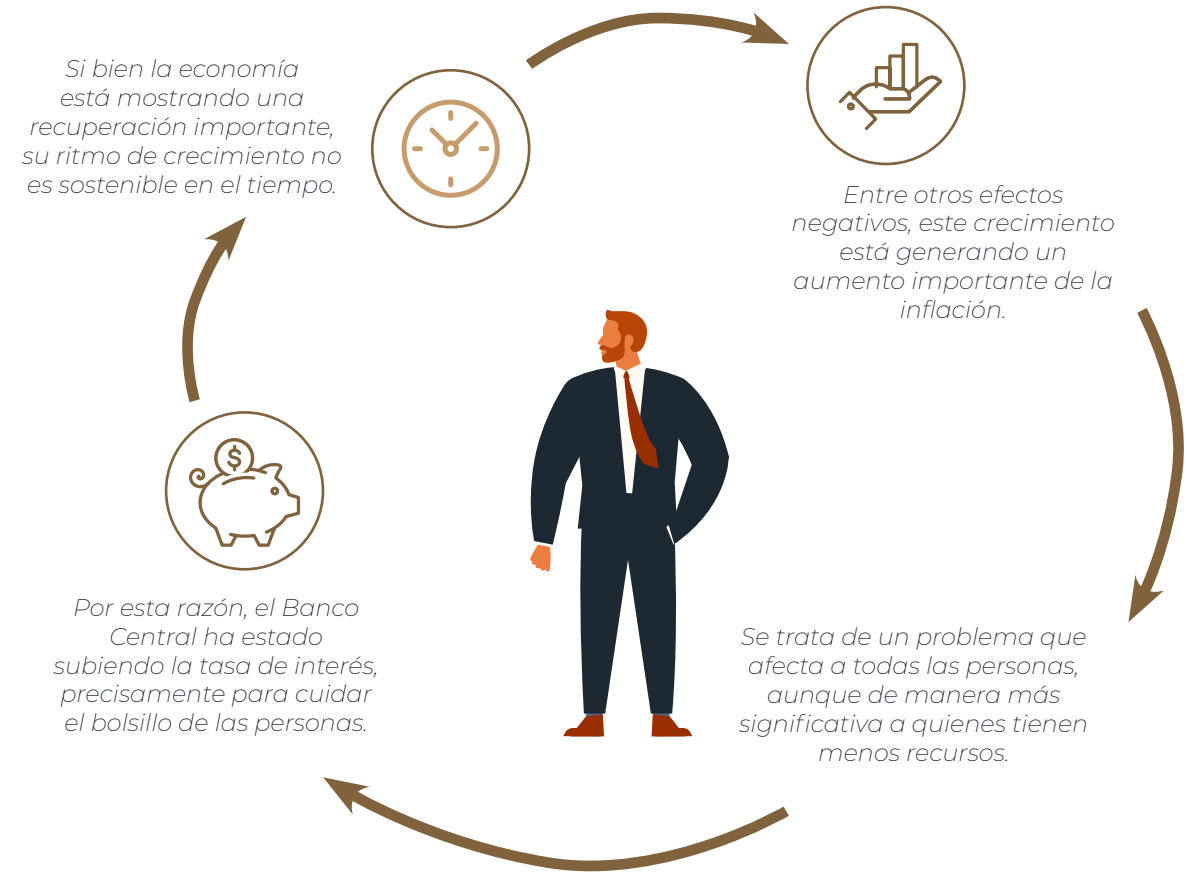 Si bien la economía
está mostrando una
recuperación importante,
su ritmo de crecimiento no
es sostenible en el tiempo.
Entre otros efectos
negativos, este crecimiento
está generando un
aumento importante de la
inflación.
Se trata de un problema que
afecta a todas las personas,
aunque de manera más
significativa a quienes tienen
menos recursos.
$
Por esta razón, el Banco
Central ha estado
subiendo la tasa de interés,
precisamente para cuidar
el bolsillo de las personas.